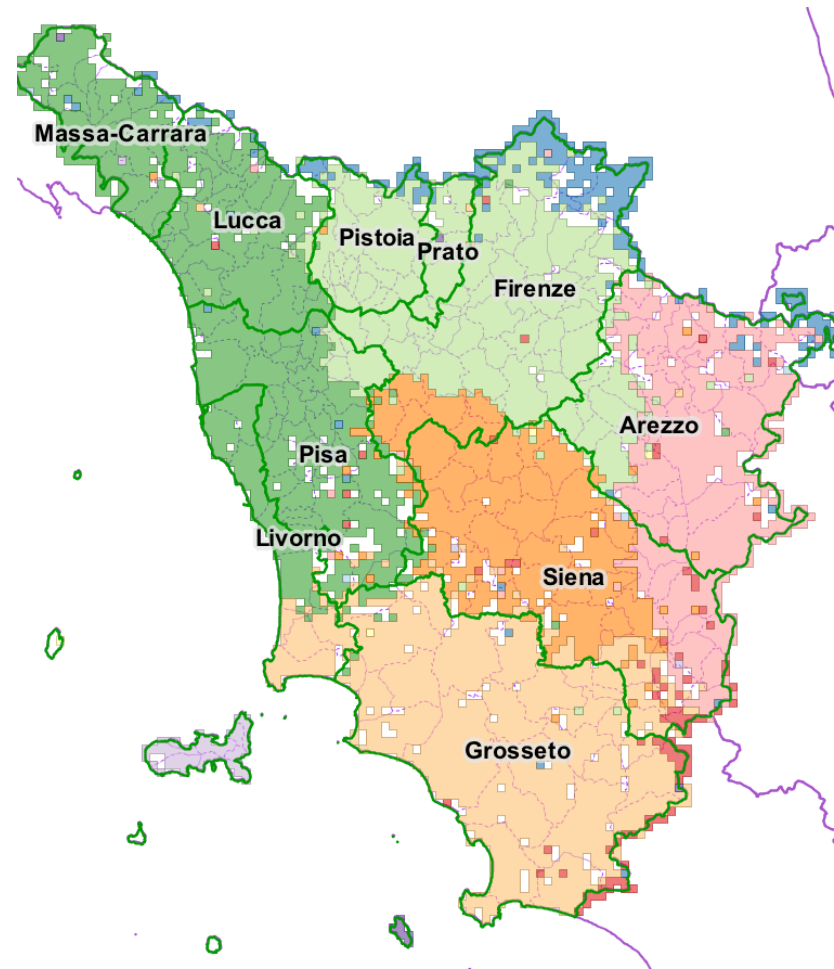 Massa-Carrara
Lucca
Pistoia
Prato
Firenze
Arezzo
Pisa
Livorno
Siena
Grosseto